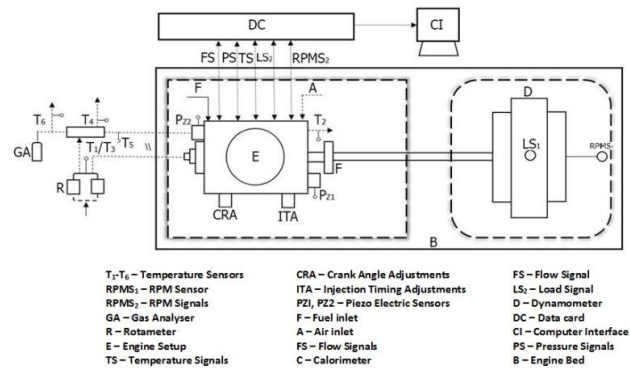 DC
CI
FS PS TS LS2 RPMS2
F
A
D
T6
T4
PZ2
T2
GA
T1/T3
T5
\\
E
F
LS1
RPMS
R
PZ1
CRA
ITA
B
T1-T6 – Temperature Sensors
RPMS1 – RPM Sensor
RPMS2 – RPM Signals
GA – Gas Analyser
R – Rotameter
E – Engine Setup
TS – Temperature Signals
CRA – Crank Angle Adjustments
ITA – Injection Timing Adjustments
PZI, PZ2 – Piezo Electric Sensors
F – Fuel inlet
A – Air inlet
FS – Flow Signals
C – Calorimeter
FS – Flow Signal
LS2 – Load Signal
D – Dynamometer
DC – Data card
CI – Computer Interface
PS – Pressure Signals
B – Engine Bed